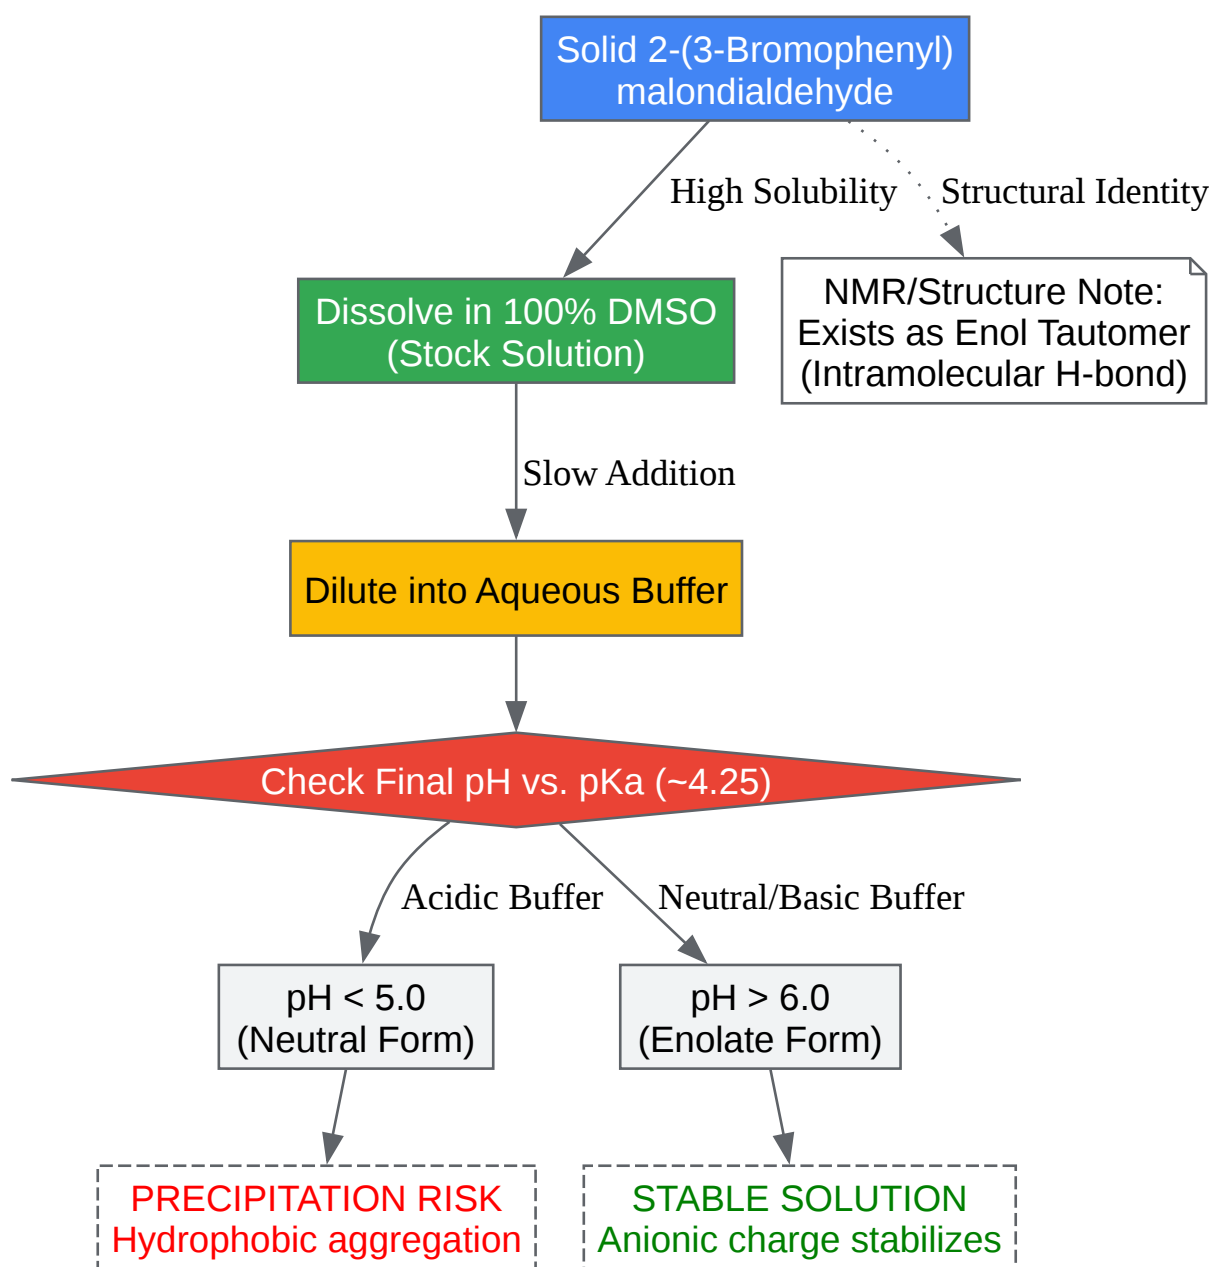 Solid 2-(3-Bromophenyl)
malondialdehyde
High Solubility
Structural Identity
Dissolve in 100% DMSO
(Stock Solution)
NMR/Structure Note:
Exists as Enol Tautomer
(Intramolecular H-bond)
Slow Addition
Dilute into Aqueous Buffer
Check Final pH vs. pKa (~4.25)
Acidic Buffer
Neutral/Basic Buffer
pH < 5.0
(Neutral Form)
pH > 6.0
(Enolate Form)
PRECIPITATION RISK
Hydrophobic aggregation
STABLE SOLUTION
Anionic charge stabilizes